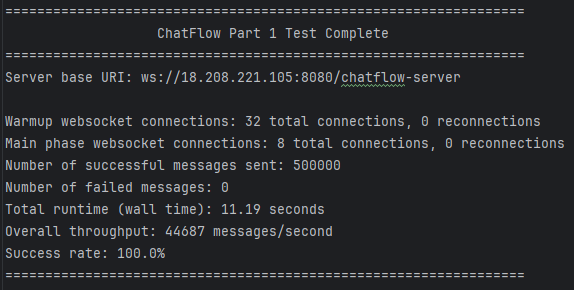 =================================================================
ChatFlow Part 1 Test Complete
=================================================================
Server base URI: ws://18.208.221.105:8080/chatflow-server
Warmup websocket connections: 32 total connections, 0 reconnections
Main phase websocket connections: 8 total connections, 0 reconnections
Number of successful messages sent: 500000
Number of failed messages: 0
Total runtime (wall time): 11.19 seconds
Overall throughput: 44687 messages/second
Success rate: 100.0%
=================================================================